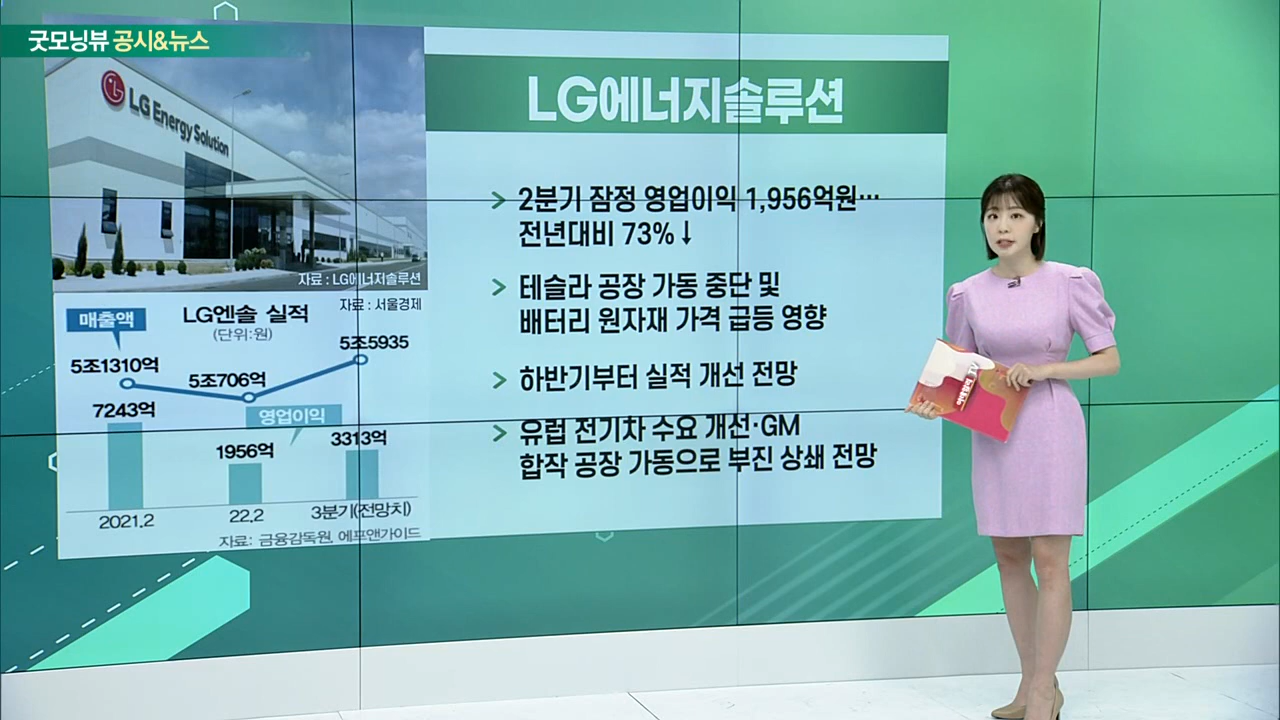 굿모닝뷰 공시&뉴스
LG Energy Solution
자료 : LG에너지솔루션
LG에너지솔루션
2분기 잠정 영업이익 1,956억원…
전년대비 73%↓
테슬라 공장 가동 중단 및
배터리 원자재 가격 급등 영향
하반기부터 실적 개선 전망
유럽 전기차 수요 개선·GM
합작 공장 가동으로 부진 상쇄 전망
자료 : 서울경제
매출액
LG엔솔 실적
(단위:원)
5조1310억
5조706억
5조5935
7243억
영업이익
1956억
3313억
2021.2
22.2
3분기(전망치)
자료: 금융감독원, 에프앤가이드